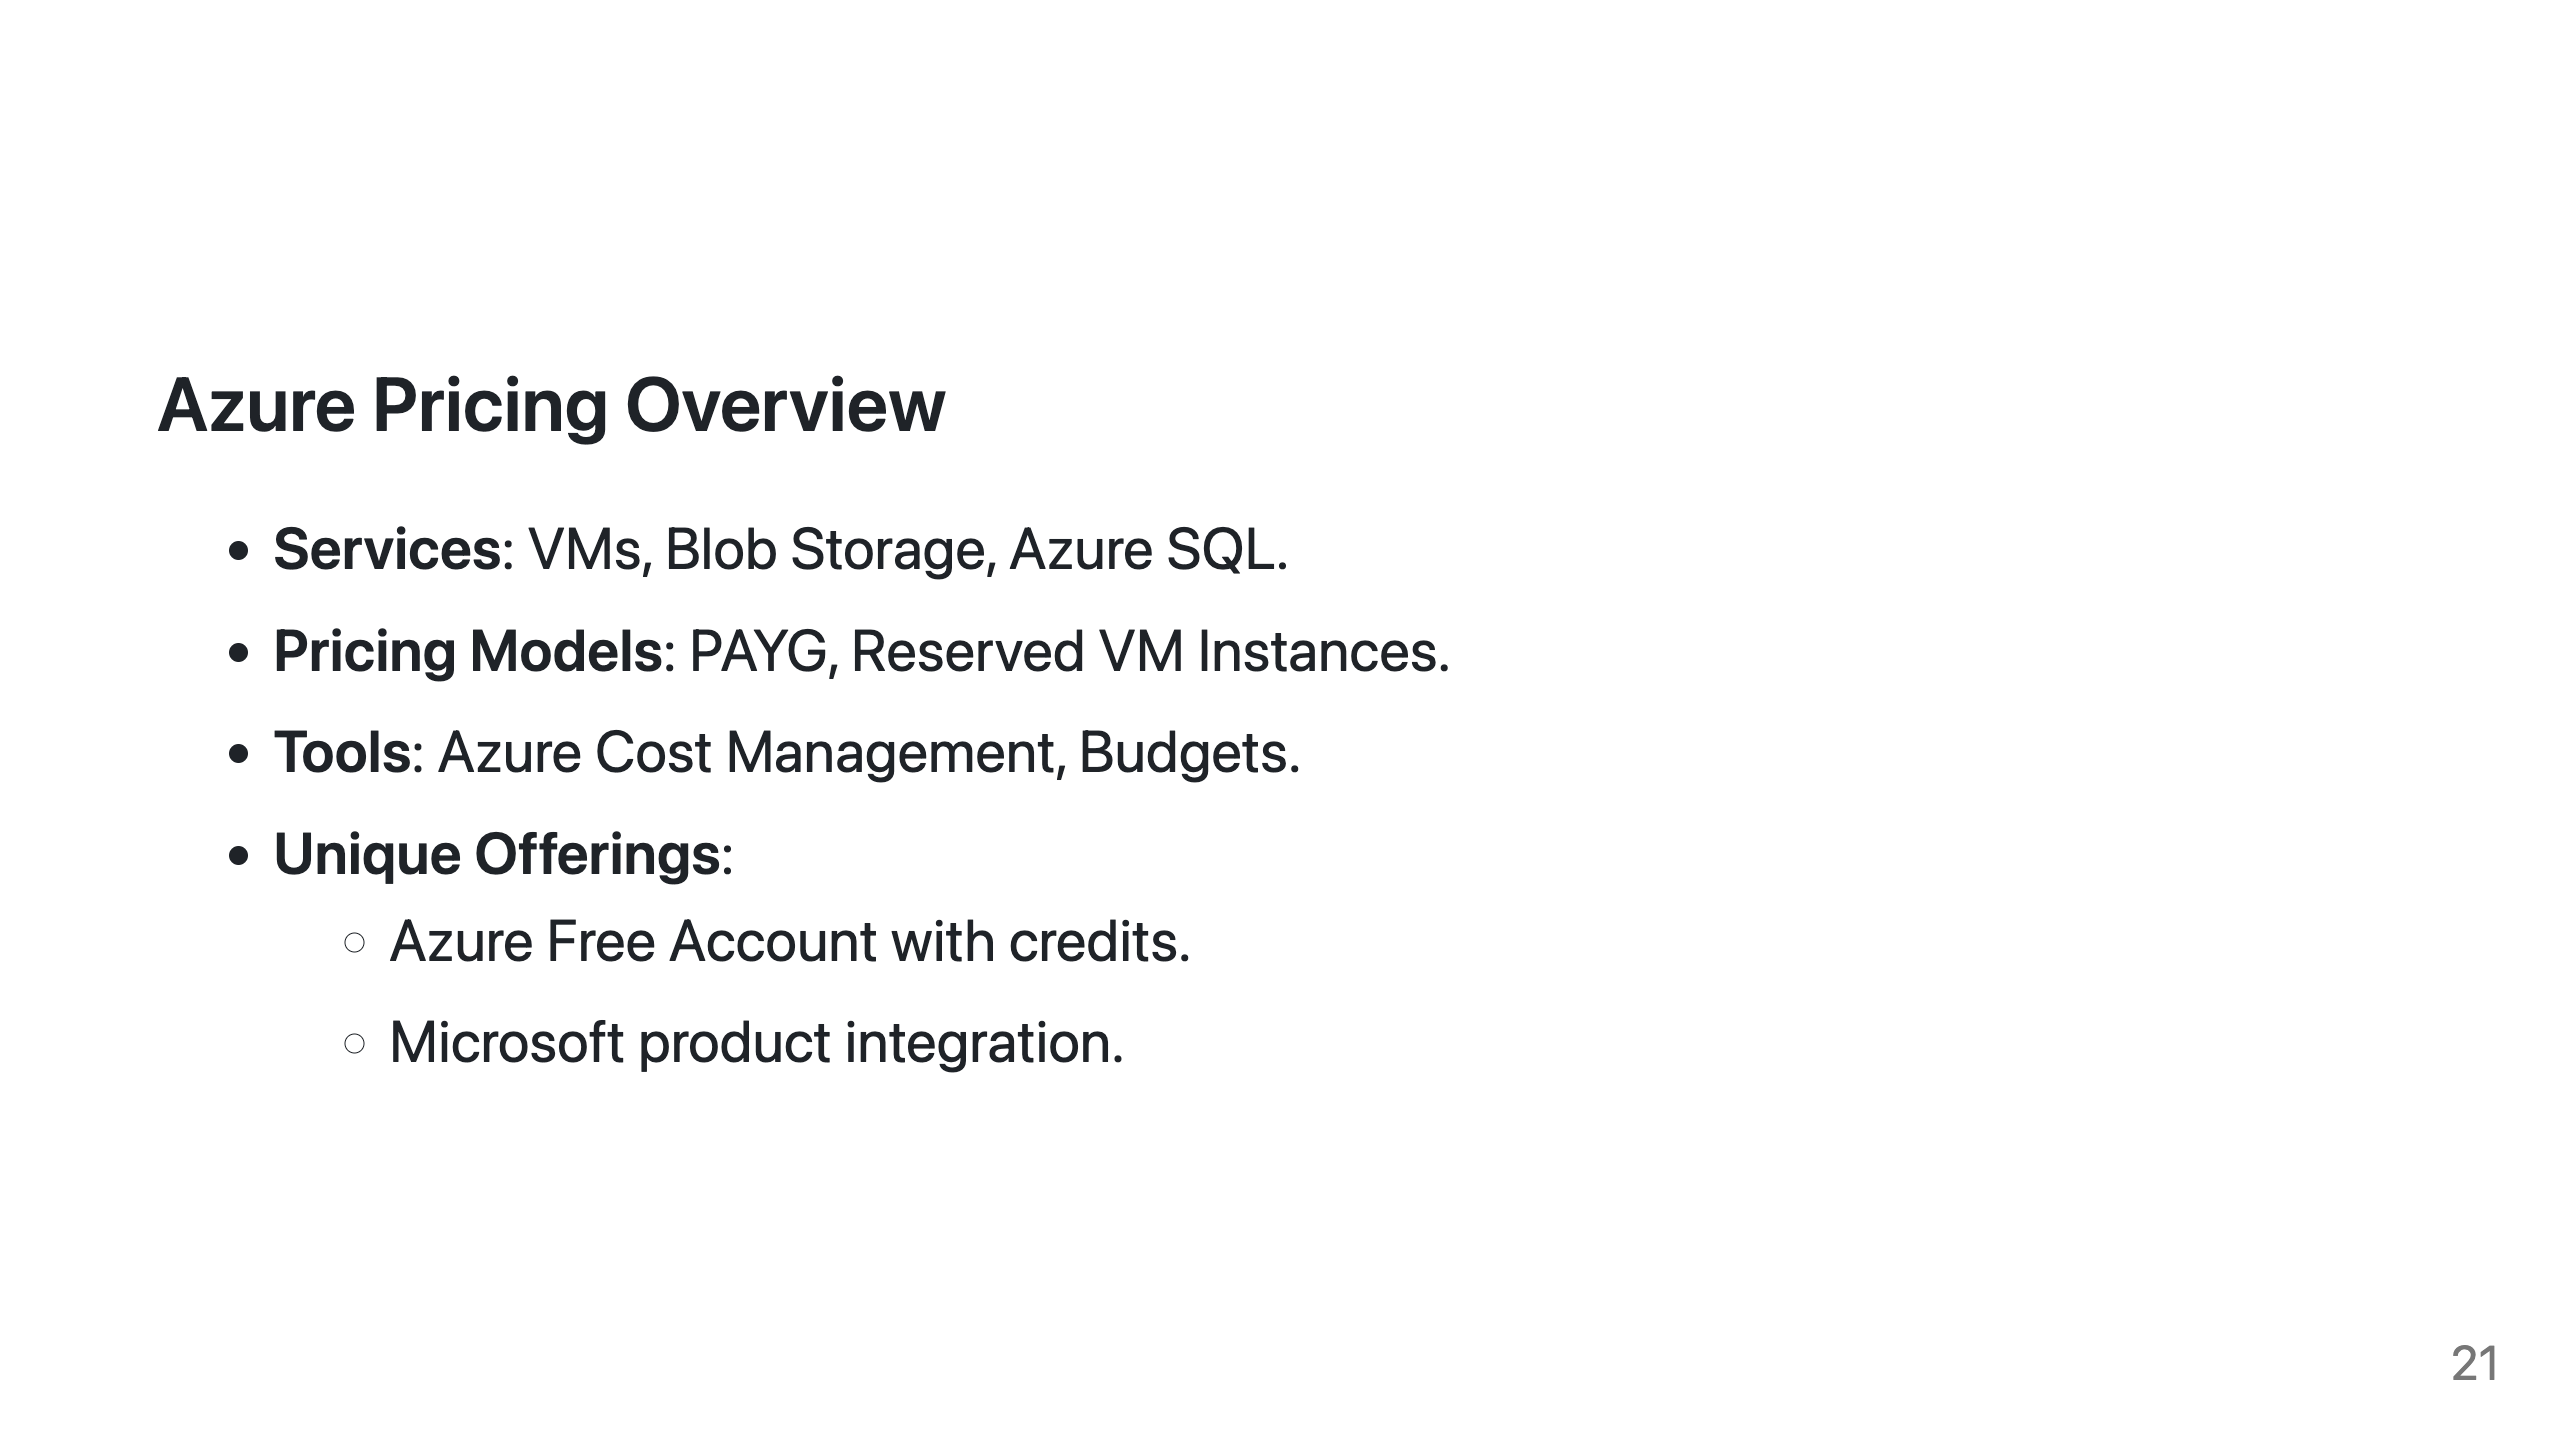 Azure Pricing Overview
• Services: VMs, Blob Storage, Azure SQL.
• Pricing Models: PAYG, Reserved VM Instances.
• Tools: Azure Cost Management, Budgets.
• Unique Offerings:
○ Azure Free Account with credits.
○ Microsoft product integration.
21